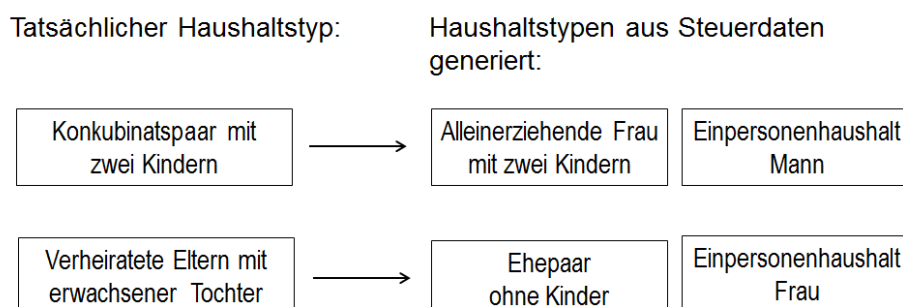 Tatsächlicher Haushaltstyp:
Haushaltstypen aus Steuerdaten
generiert:
Konkubinatspaar mit
zwei Kindern
Alleinerziehende Frau
mit zwei Kindern
Einpersonenhaushalt
Mann
Verheiratete Eltern mit
erwachsener Tochter
Ehepaar
ohne Kinder
Einpersonenhaushalt
Frau